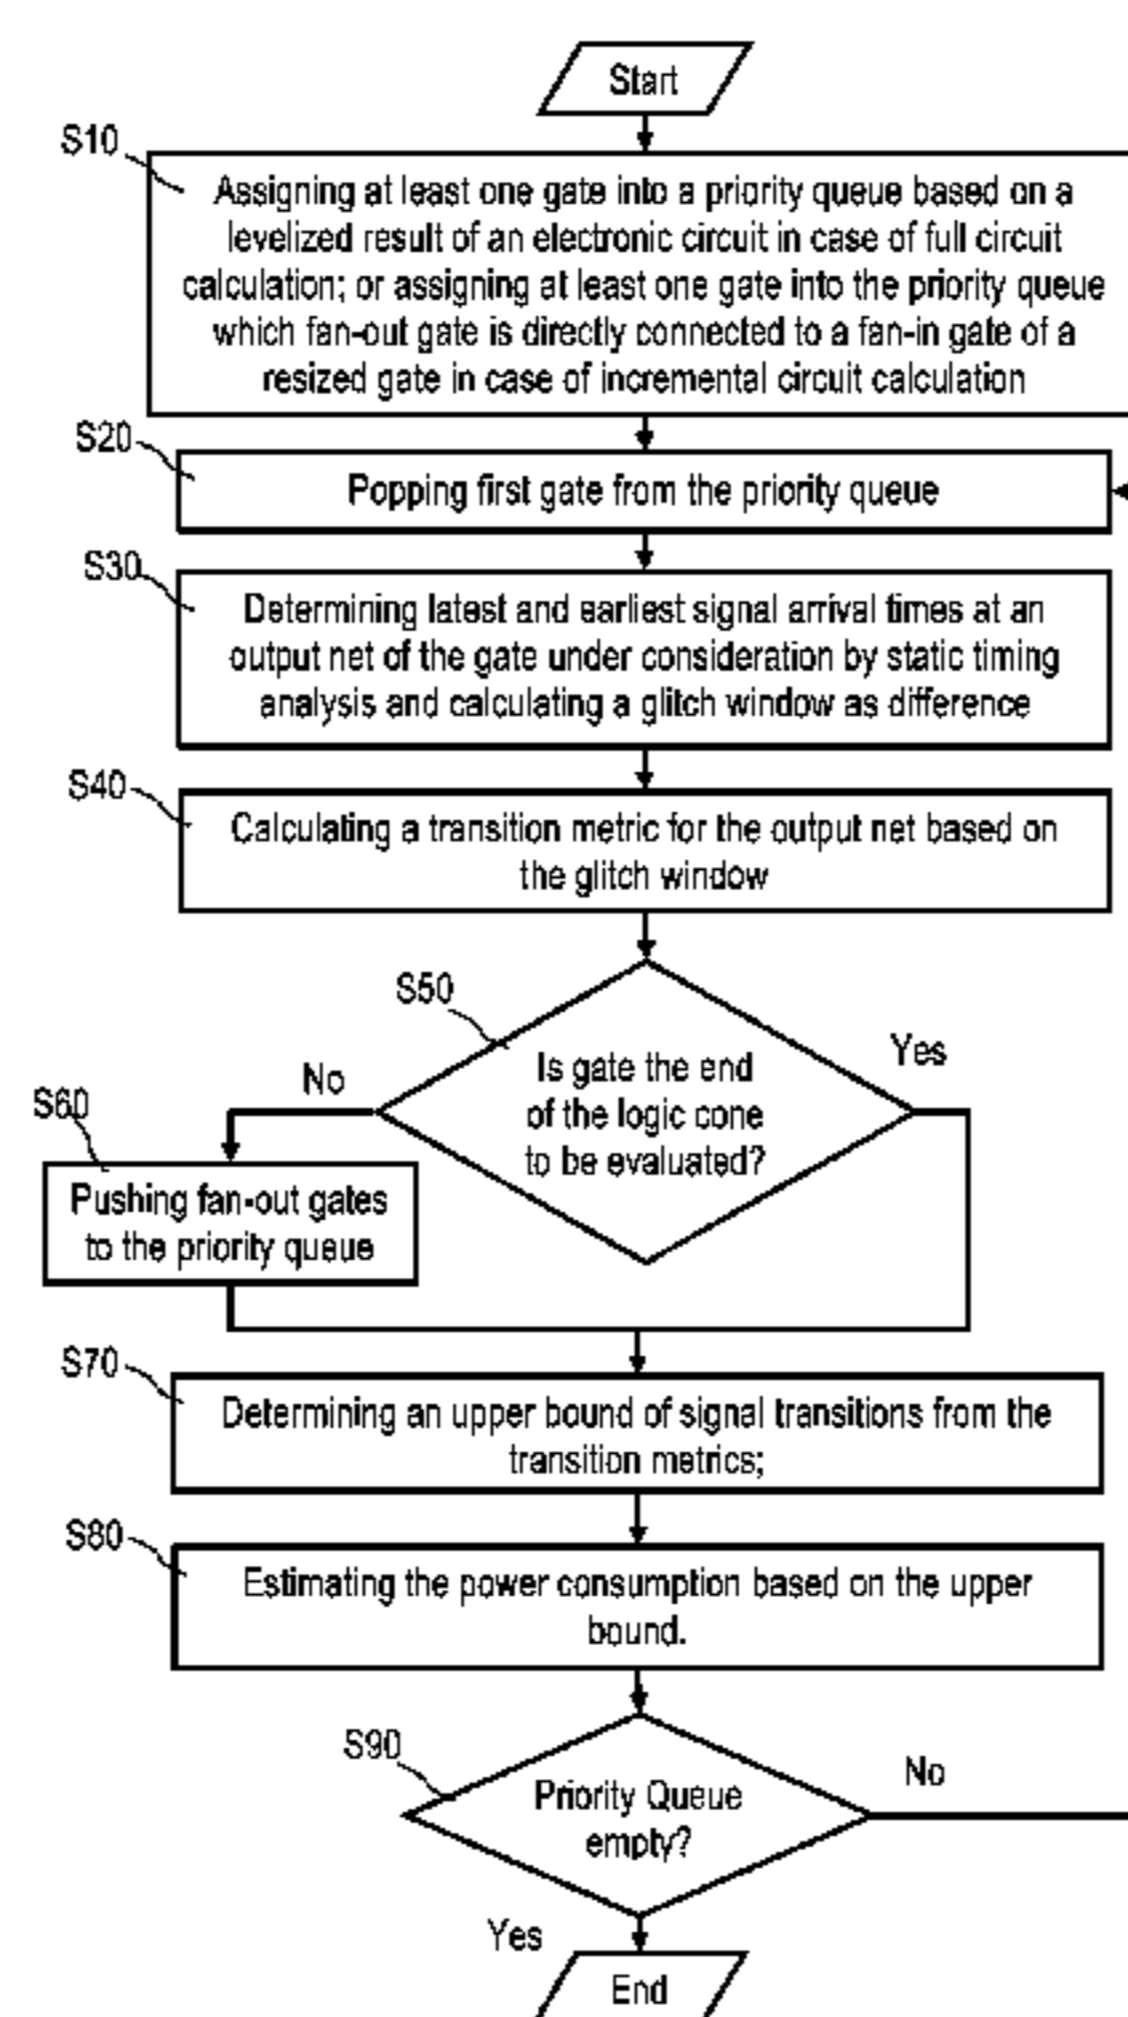 Start
S10
Assigning at least one gate into a priority queue based on a
levelized result of an electronic circuit in case of full circuit
calculation; or assigning at least one gate into the priority queue
which fan-out gate is directly connected to a fan-in gate of a
resized gate in case of incremental circuit calculation
S20
Popping first gate from the priority queue
S30
Determining latest and earliest signal arrival times at an
output net of the gate under consideration by static timing
analysis and calculating a glitch window as difference
S40
Calculating a transition metric for the output net based on
the glitch window
S50
Is gate the end
of the logic cone
to be evaluated?
Yes
No
S60
Pushing fan-out gates
to the priority queue
S70
Determining an upper bound of signal transitions from the
transition metrics;
S80
Estimating the power consumption based on the upper
bound.
S90
Priority Queue
empty?
No
Yes
End